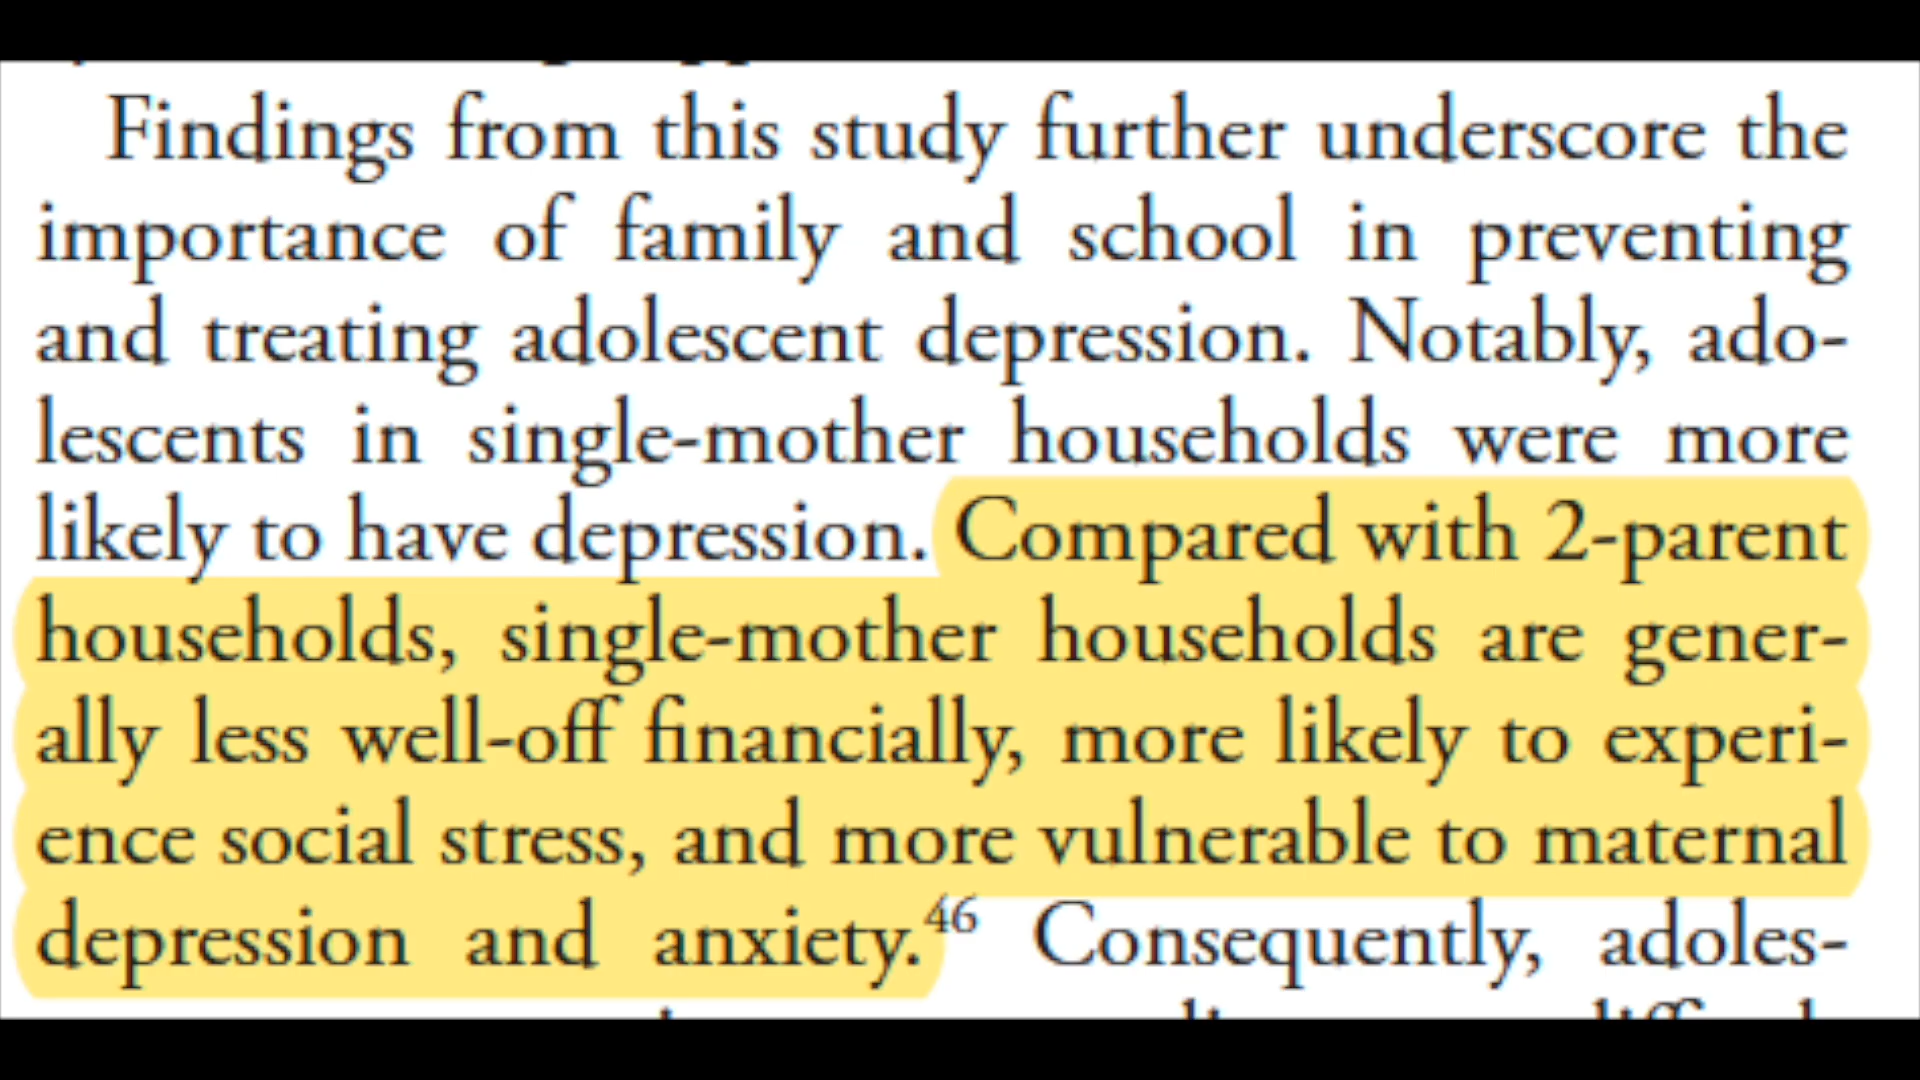 Findings from this study further underscore the
importance of family and school in preventing
and treating adolescent depression. Notably, ado-
lescents in single-mother households were more
likely to have depression. Compared with 2-parent
households, single-mother households are gener-
ally less well-off financially, more likely to experi-
ence social stress, and more vulnerable to maternal
depression and anxiety.46 Consequently, adoles-